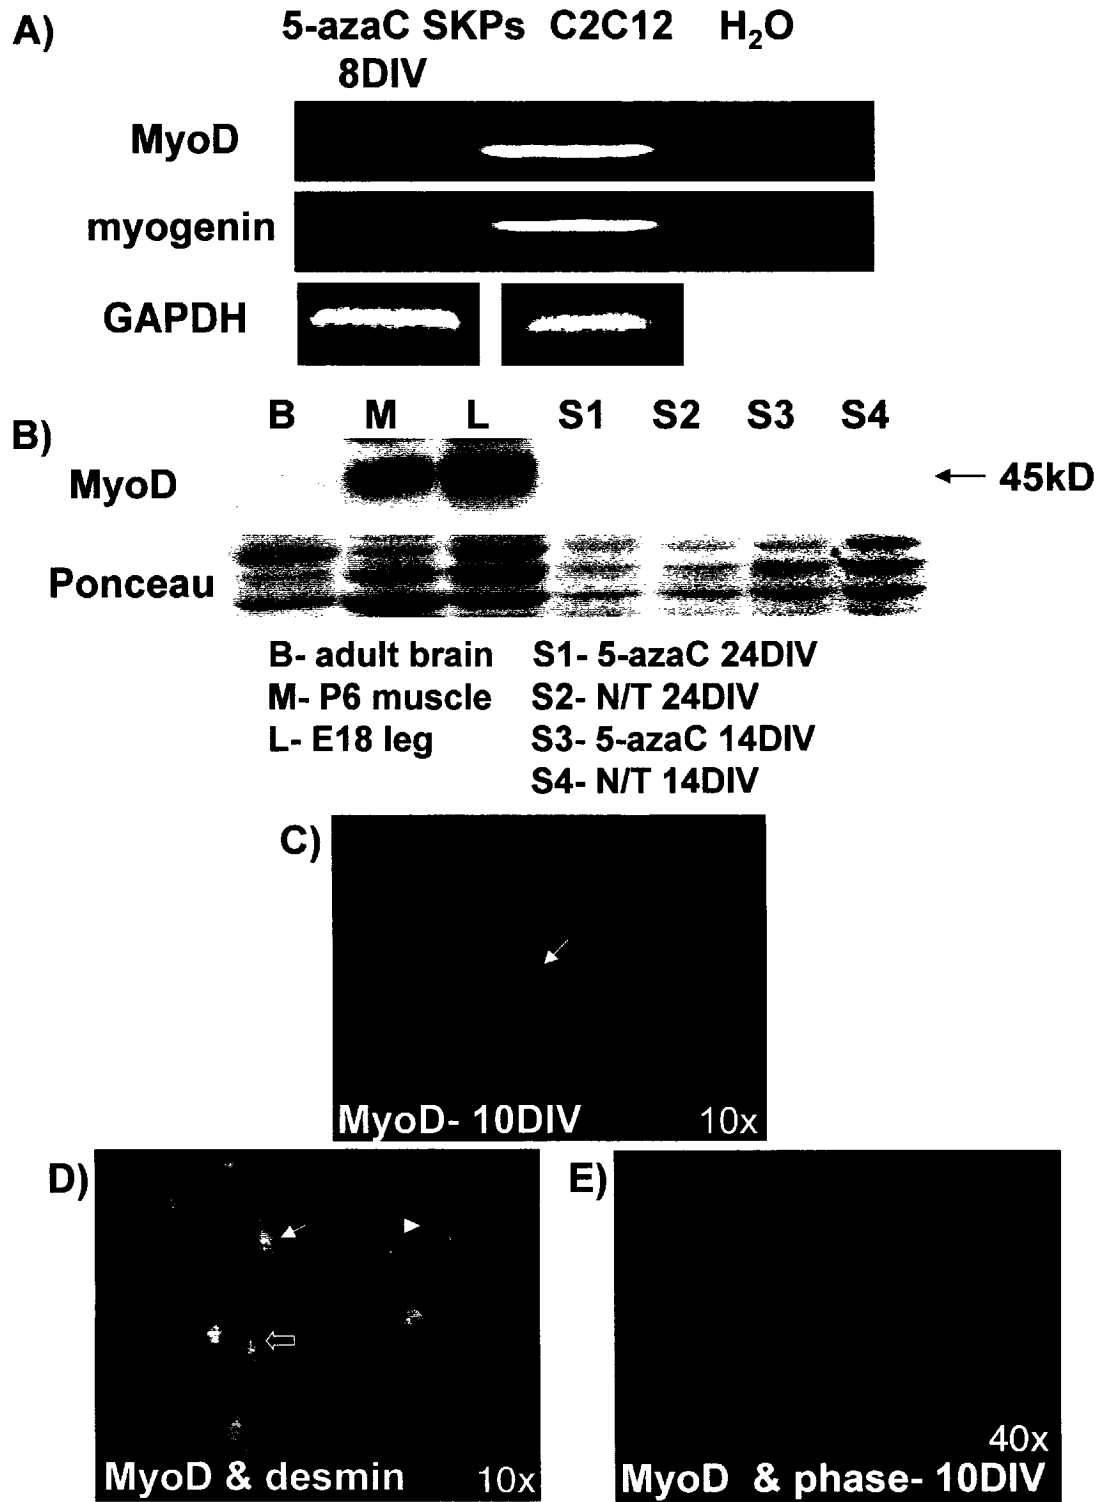 A)
5-azaC SKPs C2C12 H₂O
8DIV
MyoD
myogenin
GAPDH
B)
B M L S1 S2 S3 S4
MyoD
45kD
Ponceau
B- adult brain S1- 5-azaC 24DIV
M- P6 muscle S2- N/T 24DIV
L- E18 leg S3- 5-azaC 14DIV
S4- N/T 14DIV
C)
MyoD- 10DIV 10x
D)
MyoD & desmin 10x
E)
40x
MyoD & phase- 10DIV